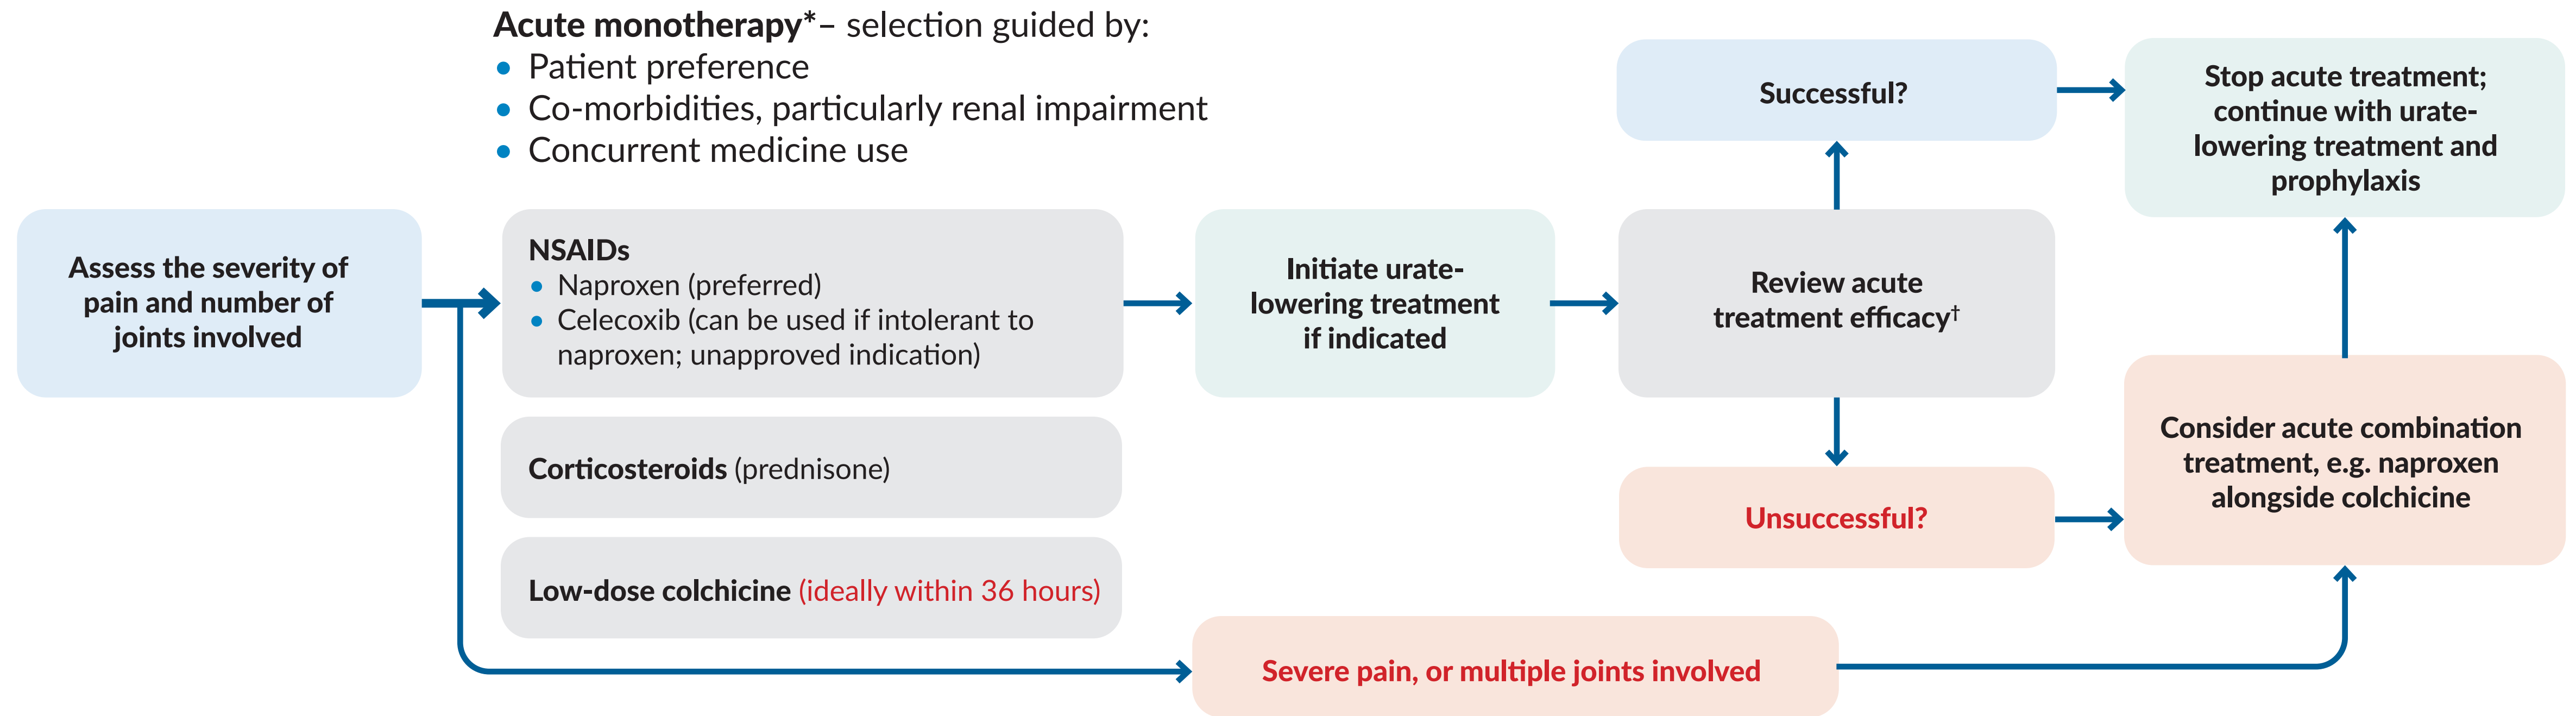 Acute monotherapy*– selection guided by:
• Patient preference
• Co-morbidities, particularly renal impairment
• Concurrent medicine use
Assess the severity of
pain and number of
joints involved
NSAIDs
• Naproxen (preferred)
• Celecoxib (can be used if intolerant to
naproxen; unapproved indication)
Corticosteroids (prednisone)
Low-dose colchicine (ideally within 36 hours)
Initiate urate-
lowering treatment
if indicated
Review acute
treatment efficacy†
Successful?
Stop acute treatment;
continue with urate-
lowering treatment and
prophylaxis
Unsuccessful?
Consider acute combination
treatment, e.g. naproxen
alongside colchicine
Severe pain, or multiple joints involved